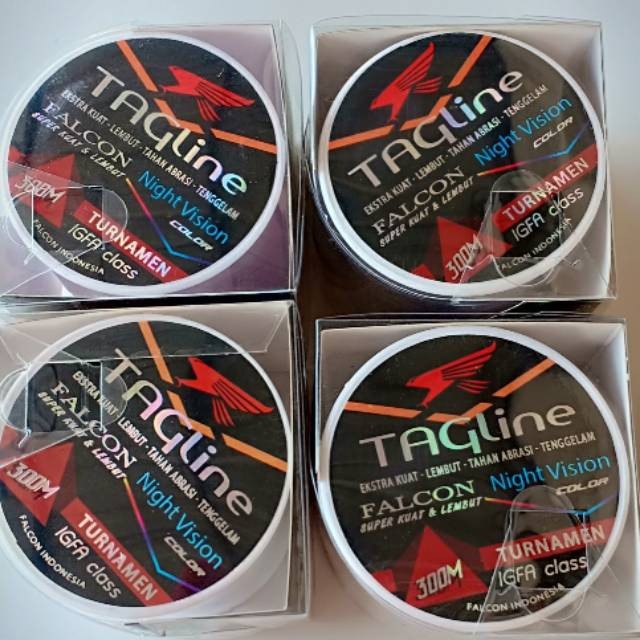 TAGline
EKSTRA KUAT - LEMBUT - TAHAN ABRASI - TENGGELAM
FALCON
SUPER KUAT & LEMBUT
Night Vision
COLOR
300M
TURNAMEN
IGFA class
FALCON INDONESIA
TAGline
EKSTRA KUAT - LEMBUT - TAHAN ABRASI - TENGGELAM
FALCON
SUPER KUAT & LEMBUT
Night Vision
COLOR
300M
TURNAMEN
IGFA class
FALCON INDONESIA
TAGline
EKSTRA KUAT - LEMBUT - TAHAN ABRASI - TENGGELAM
FALCON
SUPER KUAT & LEMBUT
Night Vision
COLOR
300M
TURNAMEN
IGFA class
FALCON INDONESIA
TAGline
EKSTRA KUAT - LEMBUT - TAHAN ABRASI - TENGGELAM
FALCON
SUPER KUAT & LEMBUT
Night Vision
COLOR
300M
TURNAMEN
IGFA class
FALCON INDONESIA